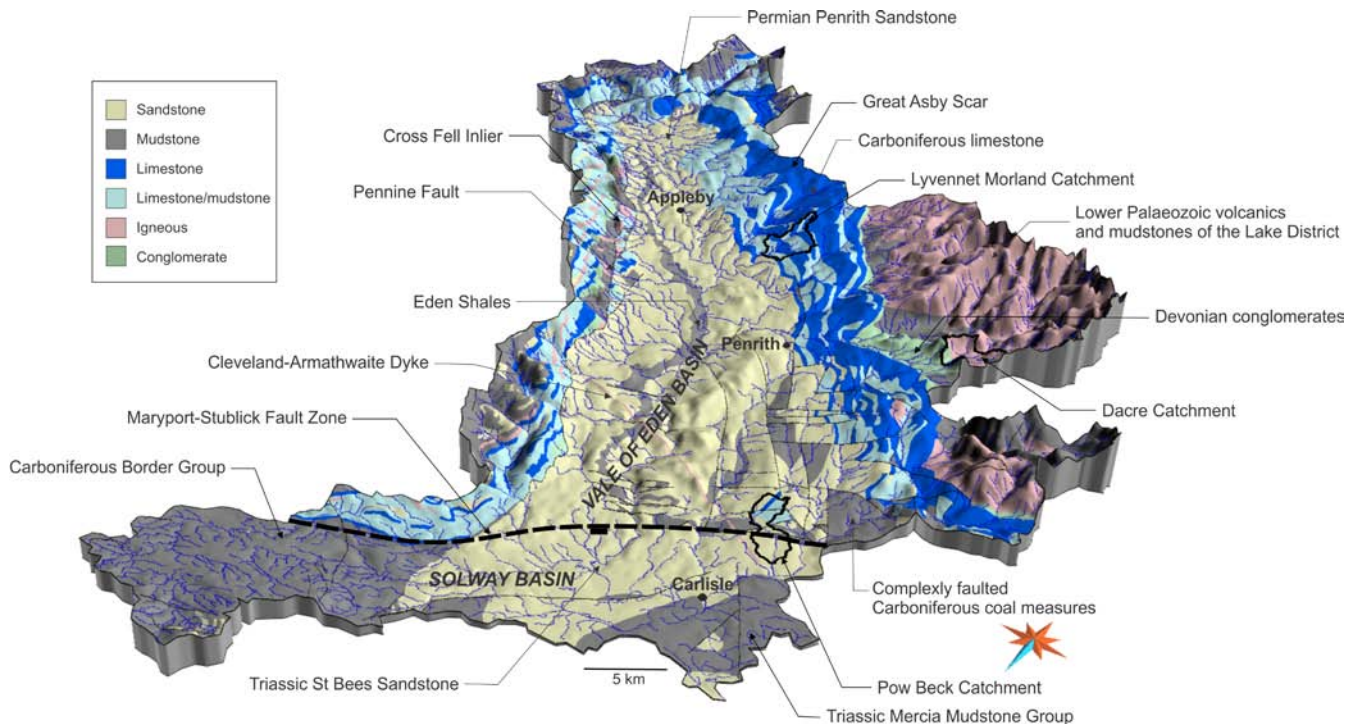 Permian Penrith Sandstone
Sandstone
Mudstone
Limestone
Limestone/mudstone
Igneous
Conglomerate
Cross Fell Inlier
Pennine Fault
Great Asby Scar
Carboniferous limestone
Lyvennet Morland Catchment
Appleby
Lower Palaeozoic volcanics
and mudstones of the Lake District
Eden Shales
Devonian conglomerates
Penrith
Cleveland-Armathwaite Dyke
Dacre Catchment
Maryport-Stublick Fault Zone
VALE OF EDEN BASIN
Carboniferous Border Group
SOLWAY BASIN
Carlisle
Complexly faulted
Carboniferous coal measures
5 km
Triassic St Bees Sandstone
Pow Beck Catchment
Triassic Mercia Mudstone Group